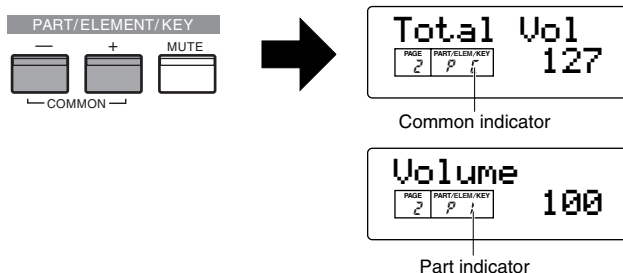 PART/ELEMENT/KEY
— + MUTE
COMMON
Total Vol
PAGE PART/ELEM/KEY
2 P C 127
Common indicator
Volume
PAGE PART/ELEM/KEY
2 P 1 100
Part indicator